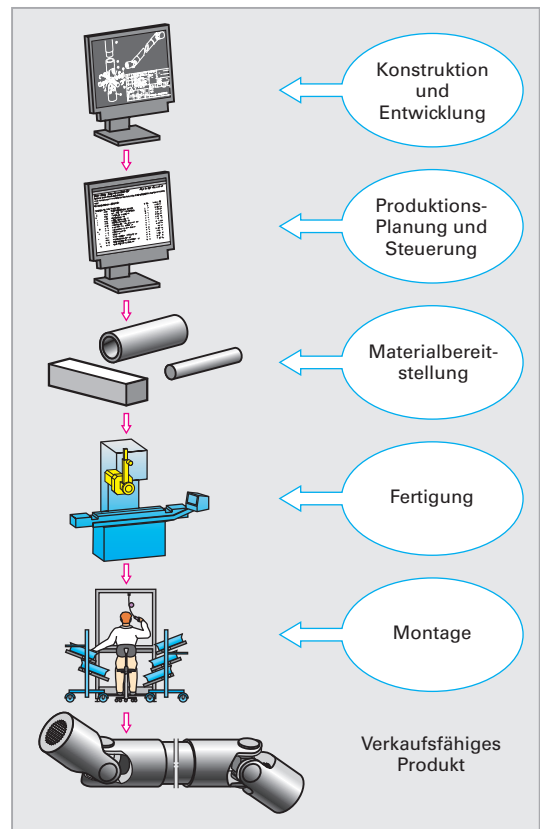 Konstruktion
und
Entwicklung
Produktions-
Planung und
Steuerung
Materialbereit-
stellung
Fertigung
Montage
Verkaufsfähiges
Produkt